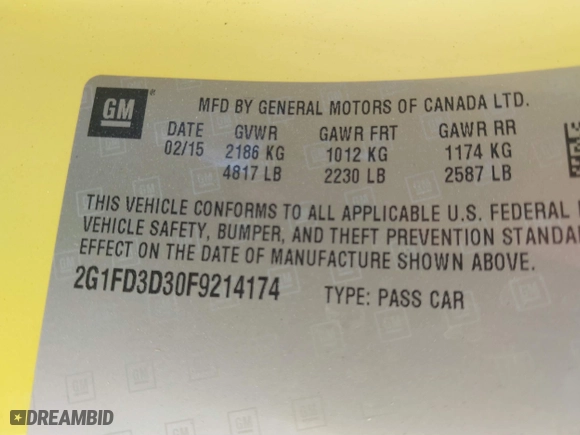 GM
MFD BY GENERAL MOTORS OF CANADA LTD.
DATE GVWR GAWR FRT GAWR RR
02/15 2186 KG 1012 KG 1174 KG
4817 LB 2230 LB 2587 LB
THIS VEHICLE CONFORMS TO ALL APPLICABLE U.S. FEDERAL
VEHICLE SAFETY, BUMPER, AND THEFT PREVENTION STANDA
EFFECT ON THE DATE OF MANUFACTURE SHOWN ABOVE.
2G1FD3D30F9214174 TYPE: PASS CAR
DREAMBID